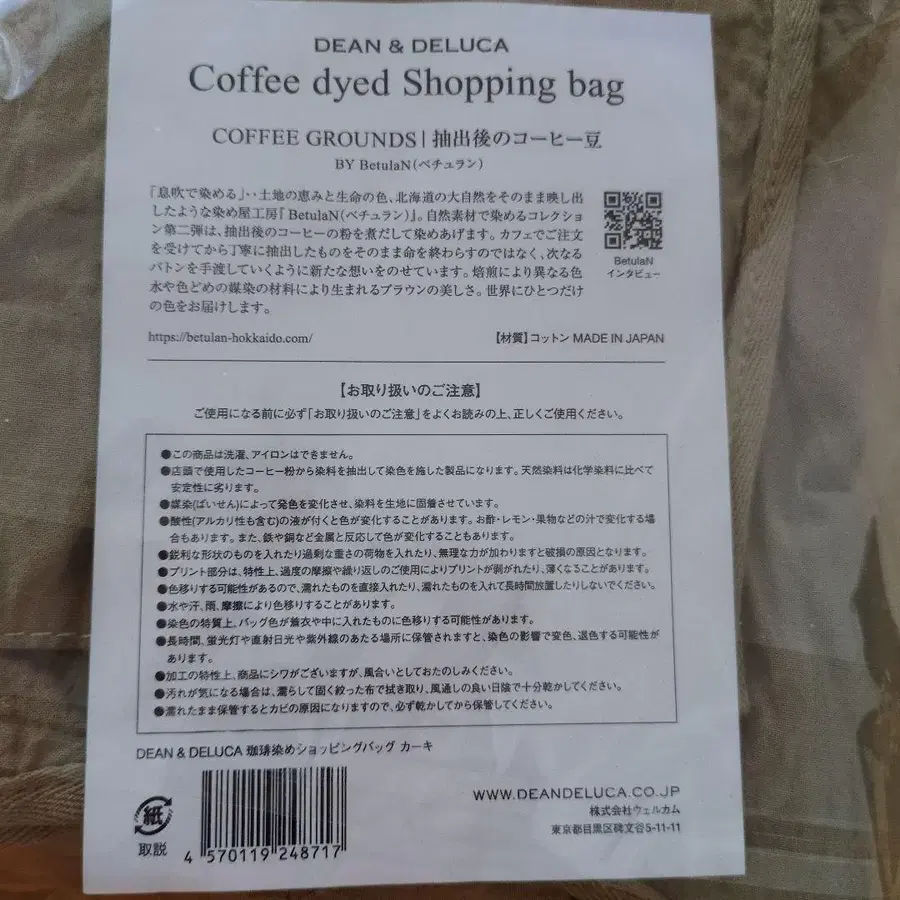 DEAN & DELUCA
Coffee dyed Shopping bag
COFFEE GROUNDS | 抽出後のコーヒー豆
BY BetulaN(ベチュラン)
「息吹で染める」‥土地の恵みと生命の色、北海道の大自然をそのまま映し出
したような染め屋工房『BetulaN(ベチュラン)』。自然素材で染めるコレクショ
ン第二弾は、抽出後のコーヒーの粉を煮だして染めあげます。カフェでご注文
を受けてから丁寧に抽出したものをそのまま命を終わらすのではなく、次なる
バトンを手渡していくように新たな想いをのせています。焙煎により異なる色
水や色どめの媒染の材料により生まれるブラウンの美しさ。世界にひとつだけ
の色をお届けします。
BetulaN
インタビュー
https://betulan-hokkaido.com/
【材質】コットン MADE IN JAPAN
【お取り扱いのご注意】
ご使用になる前に必ず「お取り扱いのご注意」をよくお読みの上、正しくご使用ください。
●この商品は洗濯、アイロンはできません。
●店頭で使用したコーヒー粉から染料を抽出して染色を施した製品になります。天然染料は化学染料に比べて
安定性に劣ります。
●媒染(ばいせん)によって発色を変化させ、染料を生地に固着させています。
●酸性(アルカリ性も含む)の液が付くと色が変化することがあります。お酢・レモン・果物などの汁で変化する場
合もあります。また、鉄や銅など金属と反応して色が変化することもあります。
●鋭利な形状のものを入れたり過剰な重さの荷物を入れたり、無理な力が加わりますと破損の原因となります。
●プリント部分は、特性上、過度の摩擦や繰り返しのご使用によりプリントが剥がれたり、薄くなることがあります。
●色移りする可能性があるので、濡れたものを直接入れたり、濡れたものを入れて長時間放置したりしないでください。
●水や汗、雨、摩擦により色移りすることがあります。
●染色の特質上、バッグ色が着衣や中に入れたものに色移りする可能性があります。
●長時間、蛍光灯や直射日光や紫外線のあたる場所に保管されますと、染色の影響で変色、退色する可能性が
あります。
●加工の特性上、商品にシワがございますが、風合いとしておたのしみください。
●汚れが気になる場合は、濡らして固く絞った布で拭き取り、風通しの良い日陰で十分乾かしてください。
●濡れたまま保管するとカビの原因になりますので、必ず乾かしてから保管してください。
DEAN & DELUCA 珈琲染めショッピングバッグ カーキ
紙
取説
4 570119 248717
WWW.DEANDELUCA.CO.JP
株式会社ウェルカム
東京都目黒区碑文谷5-11-11